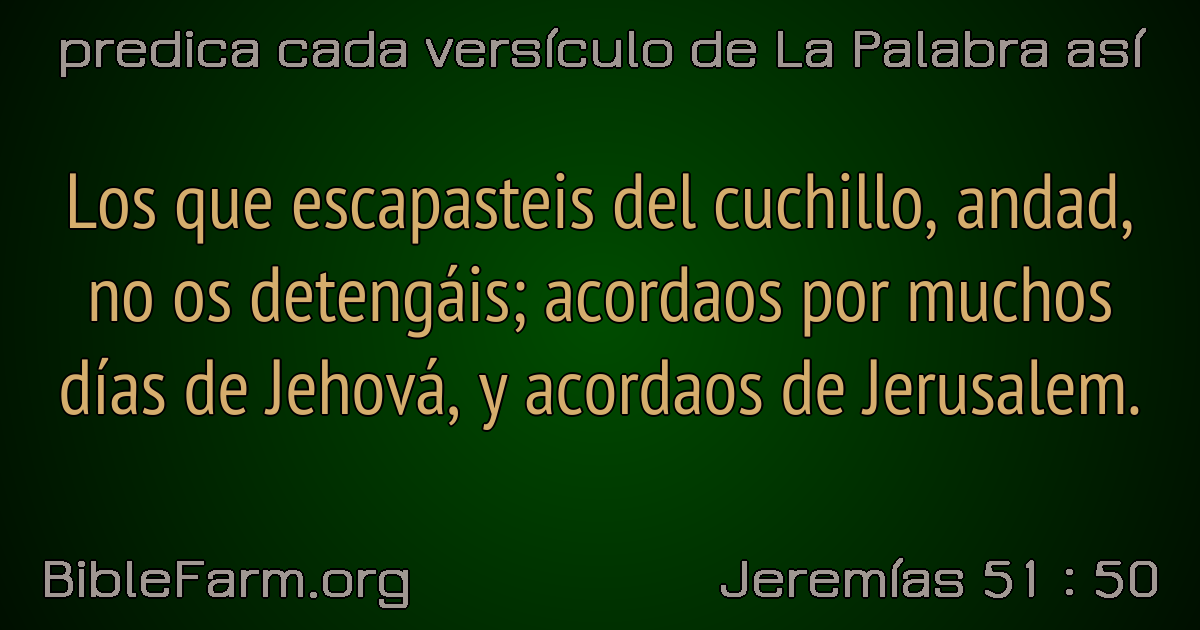 predica cada versículo de La Palabra así
Los que escapasteis del cuchillo, andad,
no os detengáis; acordaos por muchos
días de Jehová, y acordaos de Jerusalem.
BibleFarm.org
Jeremías 51 : 50